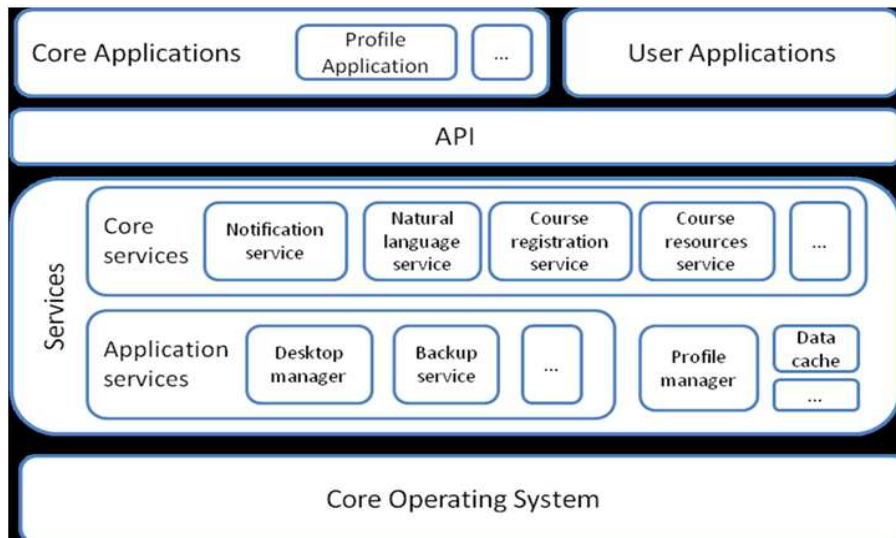 Core Applications
Profile
Application
...
User Applications
API
Services
Core
services
Notification
service
Natural
language
service
Course
registration
service
Course
resources
service
...
Application
services
Desktop
manager
Backup
service
...
Profile
manager
Data
cache
...
Core Operating System